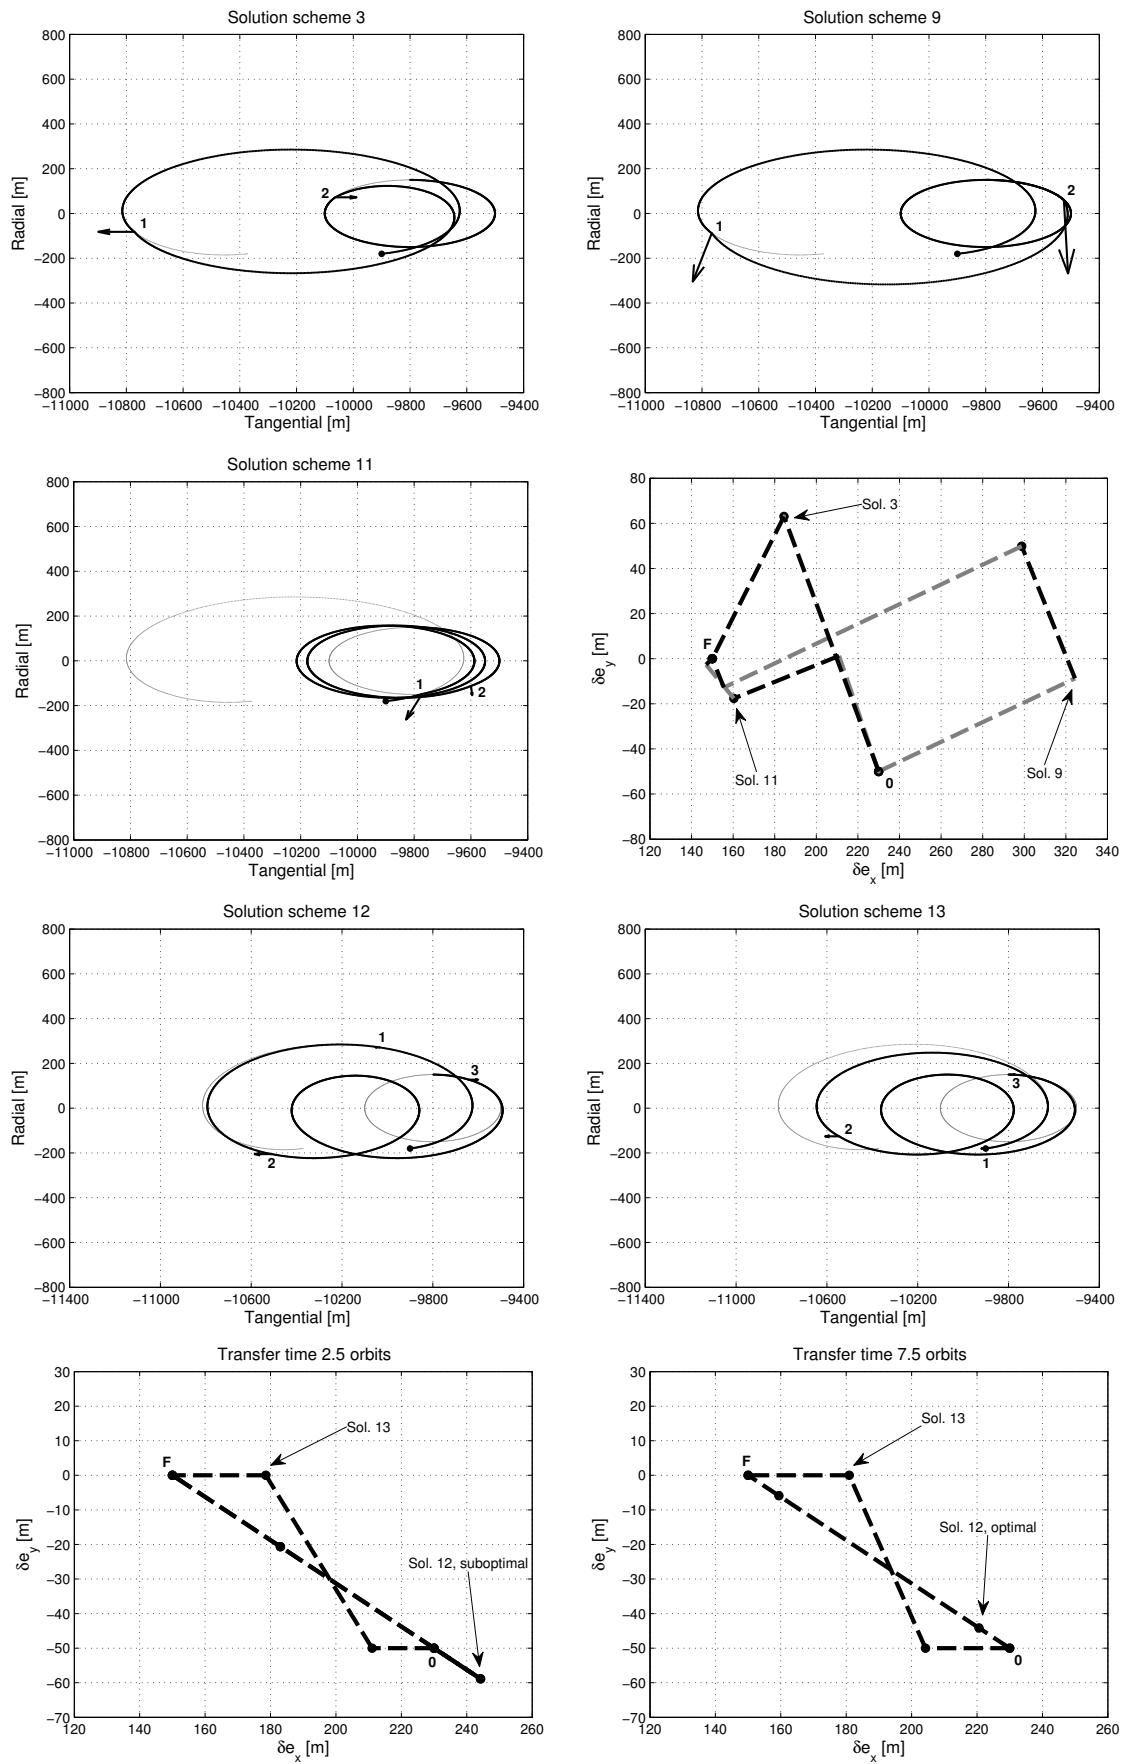 Solution scheme 3
800
600
400
200
0
−200
−400
−600
−800
−11000 −10800 −10600 −10400 −10200 −10000 −9800 −9600 −9400
Tangential [m]
Radial [m]
1
2
Solution scheme 9
800
600
400
200
0
−200
−400
−600
−800
−11000 −10800 −10600 −10400 −10200 −10000 −9800 −9600 −9400
Tangential [m]
Radial [m]
1
2
Solution scheme 11
800
600
400
200
0
−200
−400
−600
−800
−11000 −10800 −10600 −10400 −10200 −10000 −9800 −9600 −9400
Tangential [m]
Radial [m]
1
2
80
60
40
20
0
−20
−40
−60
−80
120 140 160 180 200 220 240 260 280 300 320 340
δe_x [m]
δe_y [m]
Sol. 3
F
Sol. 11
0
Sol. 9
Solution scheme 12
800
600
400
200
0
−200
−400
−600
−800
−11400 −11000 −10600 −10200 −9800 −9400
Tangential [m]
Radial [m]
1
3
2
Solution scheme 13
800
600
400
200
0
−200
−400
−600
−800
−11400 −11000 −10600 −10200 −9800 −9400
Tangential [m]
Radial [m]
3
2
1
Transfer time 2.5 orbits
30
20
10
0
−10
−20
−30
−40
−50
−60
−70
120 140 160 180 200 220 240 260
δe_x [m]
δe_y [m]
Sol. 13
F
Sol. 12, suboptimal
0
Transfer time 7.5 orbits
30
20
10
0
−10
−20
−30
−40
−50
−60
−70
120 140 160 180 200 220 240 260
δe_x [m]
δe_y [m]
Sol. 13
F
Sol. 12, optimal
0